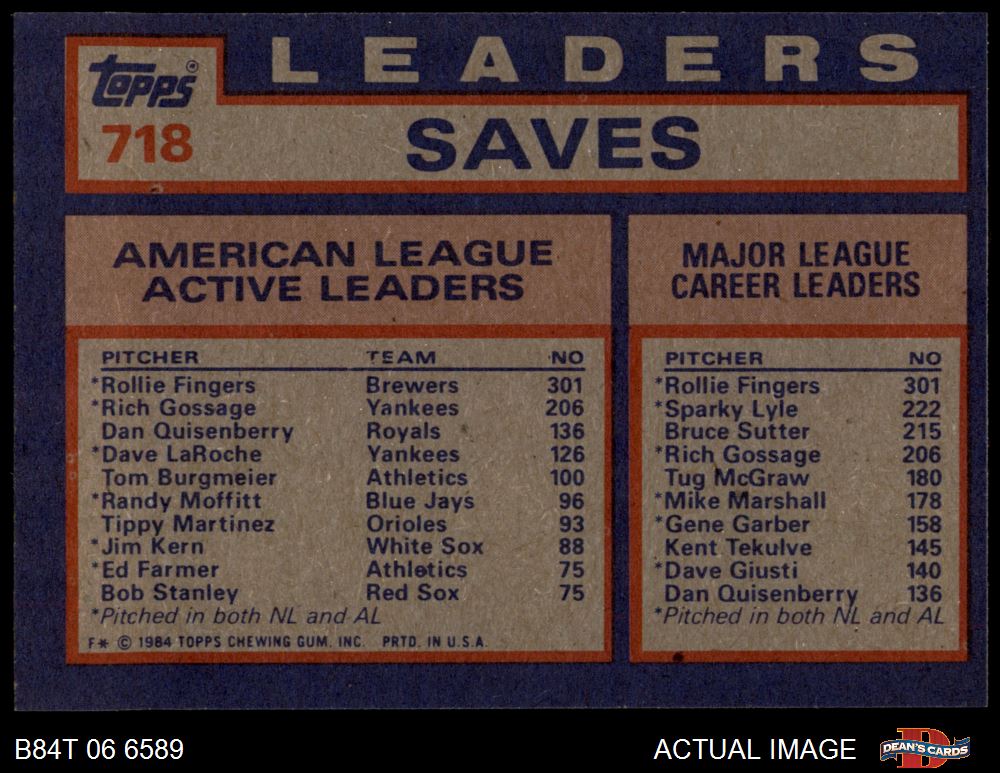 LEADERS
Topps®
718
SAVES
AMERICAN LEAGUE
ACTIVE LEADERS
PITCHER TEAM NO
*Rollie Fingers Brewers 301
*Rich Gossage Yankees 206
Dan Quisenberry Royals 136
*Dave LaRoche Yankees 126
Tom Burgmeier Athletics 100
*Randy Moffitt Blue Jays 96
Tippy Martinez Orioles 93
*Jim Kern White Sox 88
*Ed Farmer Athletics 75
Bob Stanley Red Sox 75
*Pitched in both NL and AL
F* © 1984 TOPPS CHEWING GUM, INC. PRTD. IN U.S.A.
MAJOR LEAGUE
CAREER LEADERS
PITCHER NO
*Rollie Fingers 301
*Sparky Lyle 222
Bruce Sutter 215
*Rich Gossage 206
Tug McGraw 180
*Mike Marshall 178
*Gene Garber 158
Kent Tekulve 145
*Dave Giusti 140
Dan Quisenberry 136
*Pitched in both NL and AL
B84T 06 6589
ACTUAL IMAGE
DEAN'S CARDS